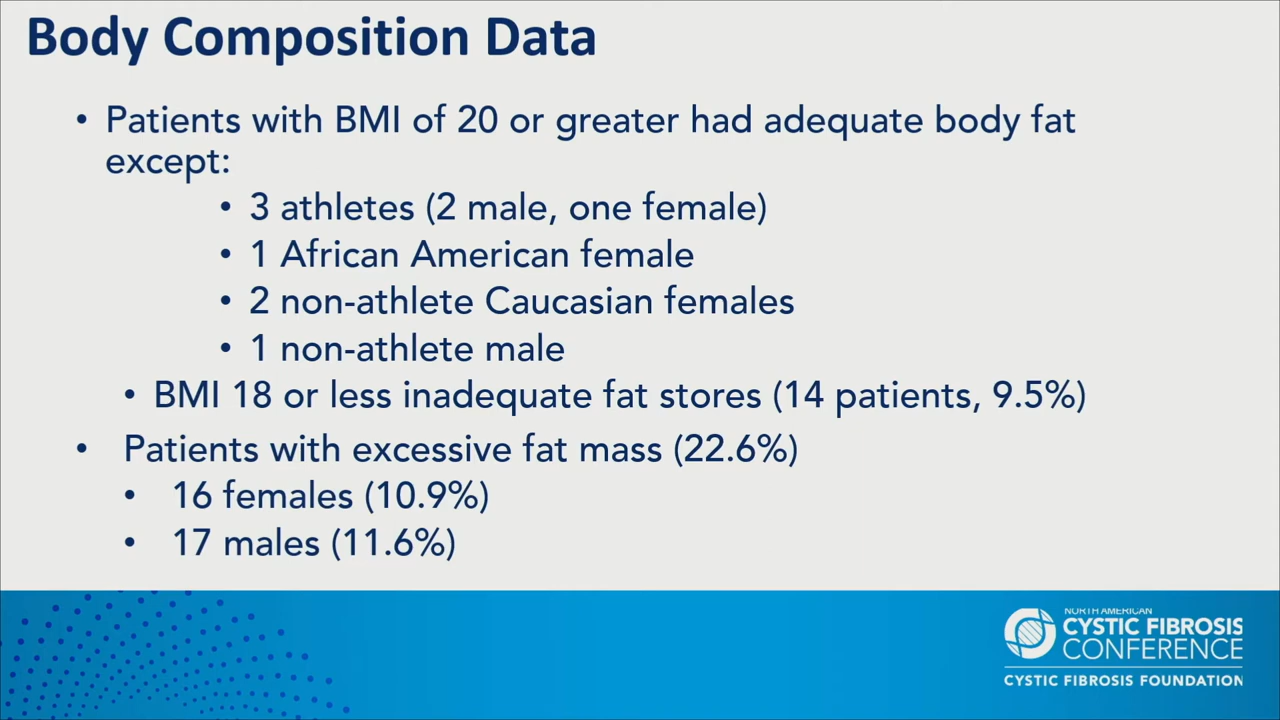 Body Composition Data
• Patients with BMI of 20 or greater had adequate body fat
except:
• 3 athletes (2 male, one female)
• 1 African American female
• 2 non-athlete Caucasian females
• 1 non-athlete male
• BMI 18 or less inadequate fat stores (14 patients, 9.5%)
• Patients with excessive fat mass (22.6%)
• 16 females (10.9%)
• 17 males (11.6%)
NORTH AMERICAN
CYSTIC FIBROSIS
CONFERENCE
CYSTIC FIBROSIS FOUNDATION